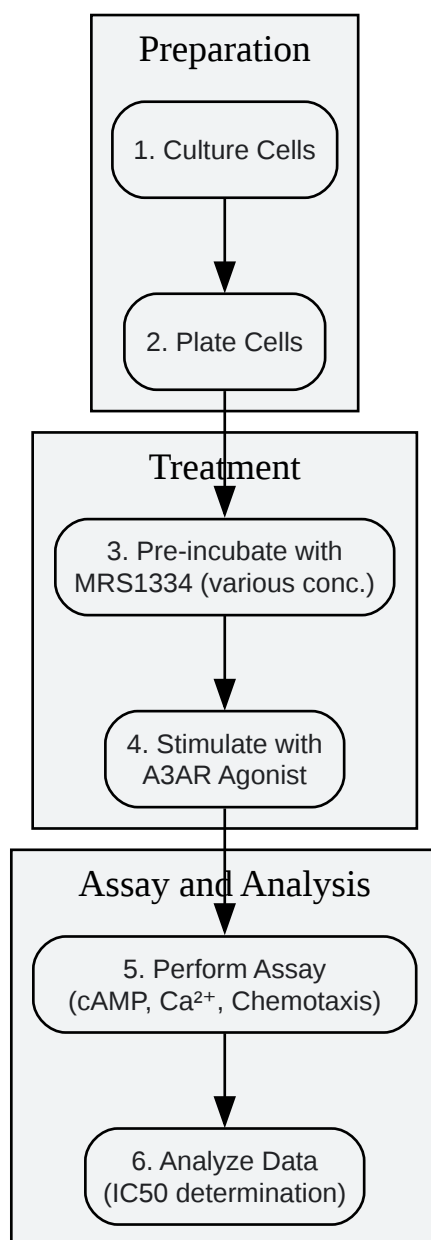 Preparation
1. Culture Cells
2. Plate Cells
Treatment
3. Pre-incubate with
MRS1334 (various conc.)
4. Stimulate with
A3AR Agonist
Assay and Analysis
5. Perform Assay
(cAMP, Ca²⁺, Chemotaxis)
6. Analyze Data
(IC50 determination)